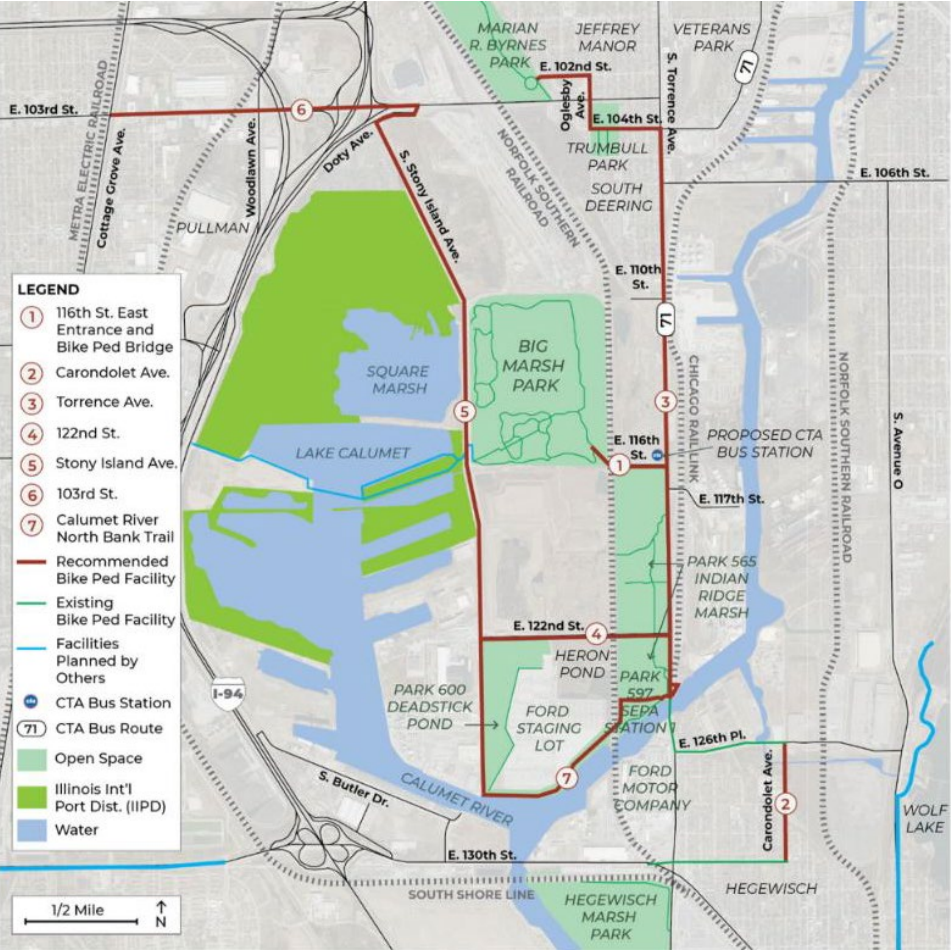 MARIAN
R. BYRNES
PARK
JEFFREY
MANOR
VETERANS
PARK
71
E. 102nd St.
E. 103rd St.
6
METRA ELECTRIC RAILROAD
Cottage Grove Ave.
Woodlawn Ave.
Doty Ave.
S. Stony Island Ave.
Oglesby
Ave.
E. 104th St.
S. Torrence Ave.
TRUMBULL
PARK
NORFOLK SOUTHERN
RAILROAD
SOUTH
DEERING
E. 106th St.
PULLMAN
E. 110th
St.
71
LEGEND
1 116th St. East
Entrance and
Bike Ped Bridge
2 Carondolet Ave.
3 Torrence Ave.
4 122nd St.
5 Stony Island Ave.
6 103rd St.
7 Calumet River
North Bank Trail
Recommended
Bike Ped Facility
Existing
Bike Ped Facility
Facilities
Planned by
Others
CTA Bus Station
71 CTA Bus Route
Open Space
Illinois Int'l
Port Dist. (IIPD)
Water
1/2 Mile
N
SQUARE
MARSH
BIG
MARSH
PARK
5
3
CHICAGO RAIL LINK
NORFOLK SOUTHERN RAILROAD
S. Avenue O
LAKE CALUMET
E. 116th
St.
1
PROPOSED CTA
BUS STATION
E. 117th St.
PARK 565
INDIAN
RIDGE
MARSH
E. 122nd St.
4
HERON
POND
PARK 600
DEADSTICK
POND
FORD
STAGING
LOT
PARK
597
SEPA
STATION 1
I-94
E. 126th Pl.
7
S. Butler Dr.
CALUMET RIVER
FORD
MOTOR
COMPANY
Carondolet Ave.
2
WOLF
LAKE
E. 130th St.
SOUTH SHORE LINE
HEGEWISCH
HEGEWISCH
MARSH
PARK